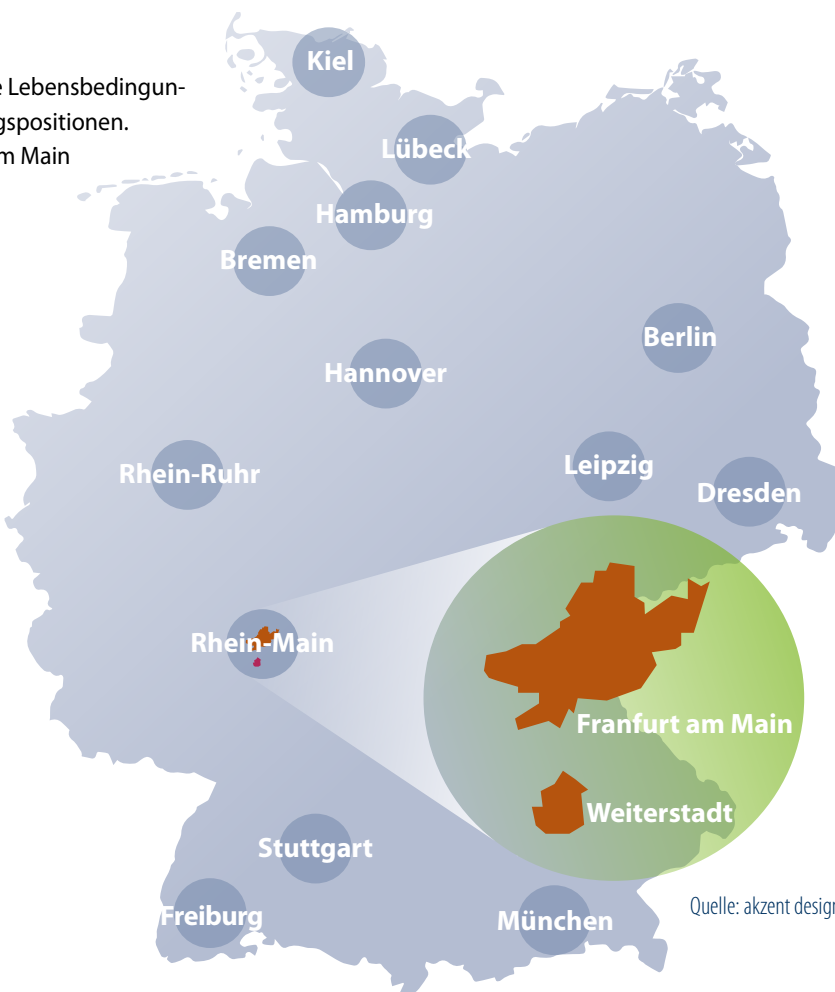 Kiel
e Lebensbedingun-
gspositionen.
m Main
Lübeck
Hamburg
Bremen
Berlin
Hannover
Leipzig
Rhein-Ruhr
Dresden
Rhein-Main
Franfurt am Main
Weiterstadt
Stuttgart
Freiburg
München
Quelle: akzent design